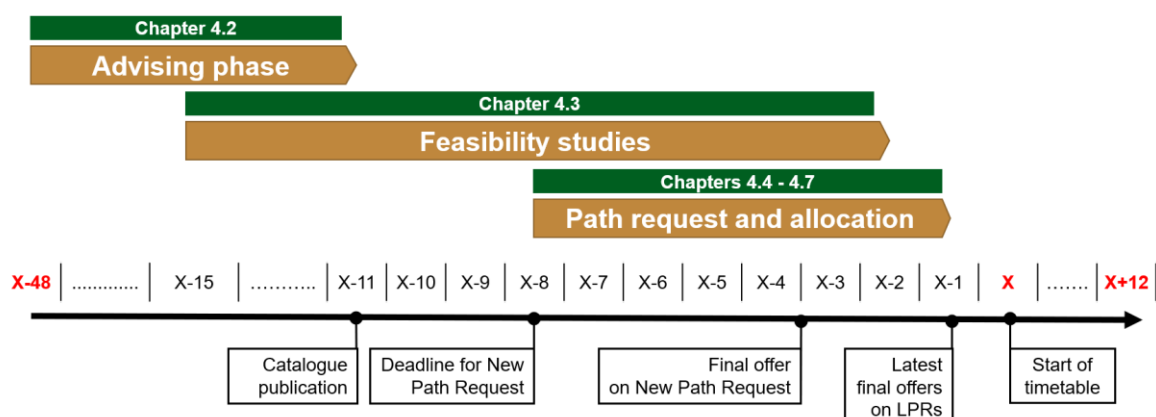 Chapter 4.2
Advising phase
Chapter 4.3
Feasibility studies
Chapters 4.4 - 4.7
Path request and allocation
X-48 ............. X-15 ........... X-11 X-10 X-9 X-8 X-7 X-6 X-5 X-4 X-3 X-2 X-1 X ....... X+12
Catalogue
publication
Deadline for New
Path Request
Final offer
on New Path Request
Latest
final offers
on LPRs
Start of
timetable